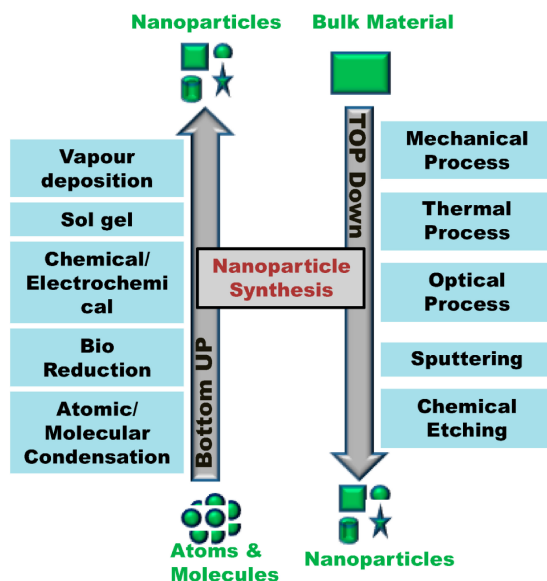 Nanoparticles
Bulk Material
Vapour
deposition
Sol gel
Chemical/
Electrochemi
cal
Bio
Reduction
Atomic/
Molecular
Condensation
Bottom UP
Nanoparticle
Synthesis
TOP Down
Mechanical
Process
Thermal
Process
Optical
Process
Sputtering
Chemical
Etching
Atoms &
Molecules
Nanoparticles